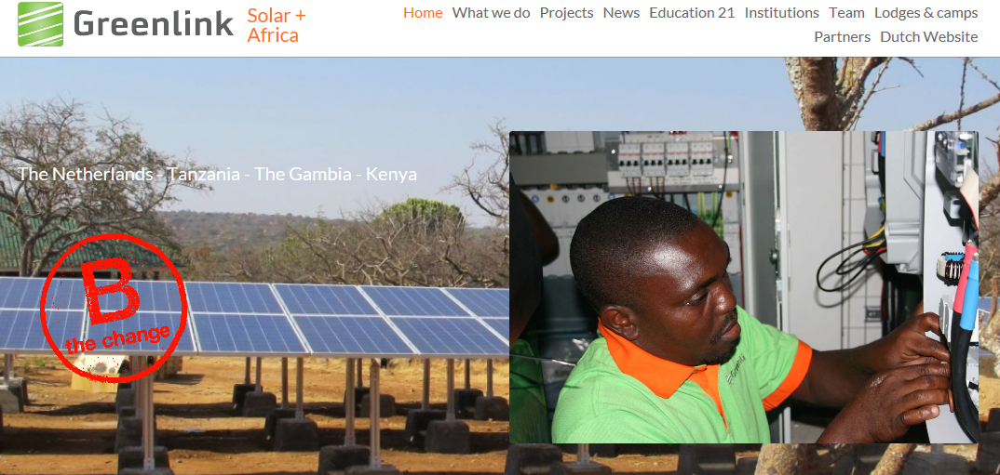 Greenlink
Solar +
Africa
Home What we do Projects News Education 21 Institutions Team Lodges & camps
Partners Dutch Website
The Netherlands - Tanzania - The Gambia - Kenya
B
the change